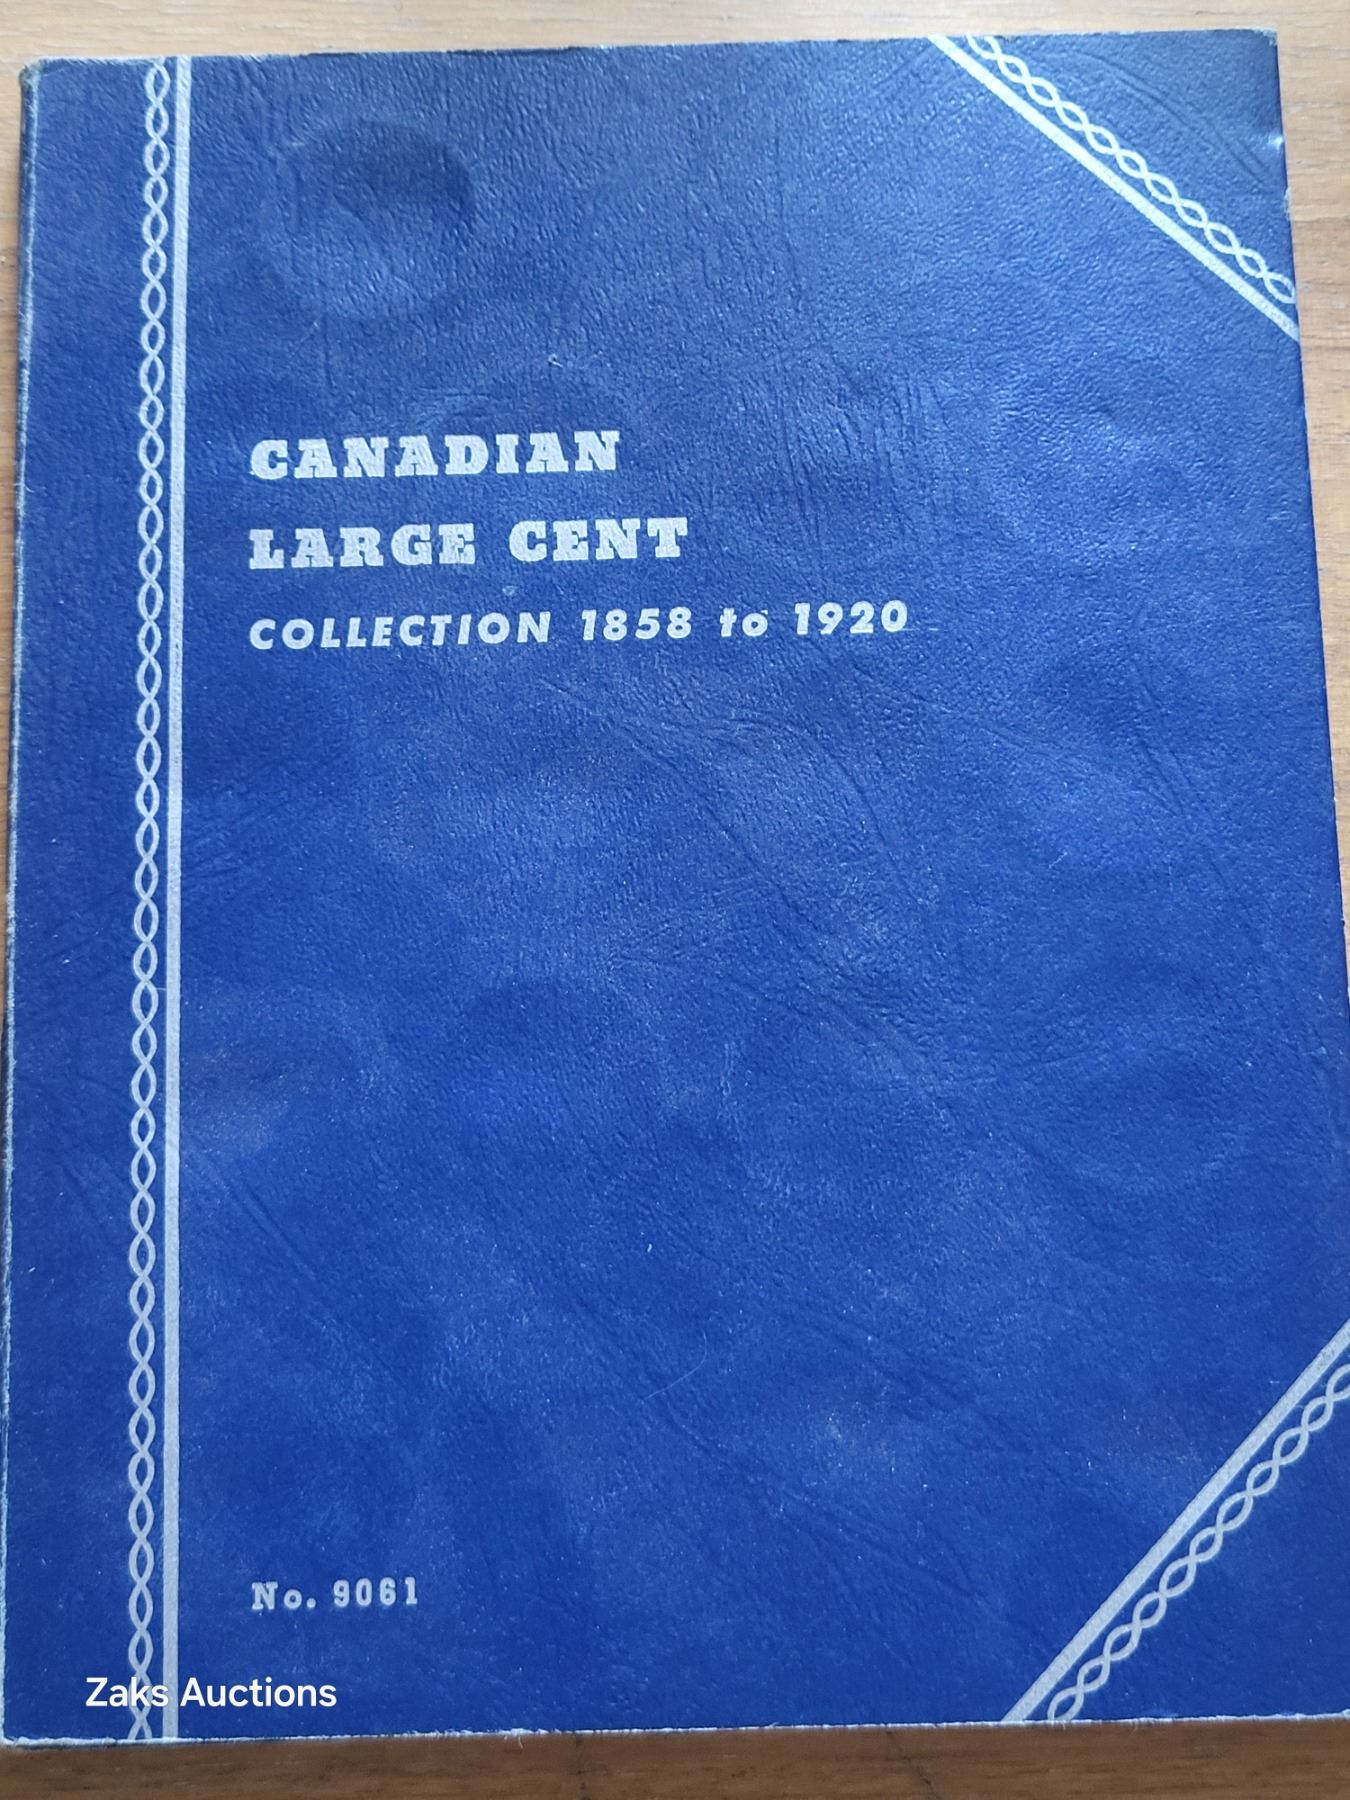 CANADIAN
LARGE CENT
COLLECTION 1858 to 1920
No. 9061
Zaks Auctions